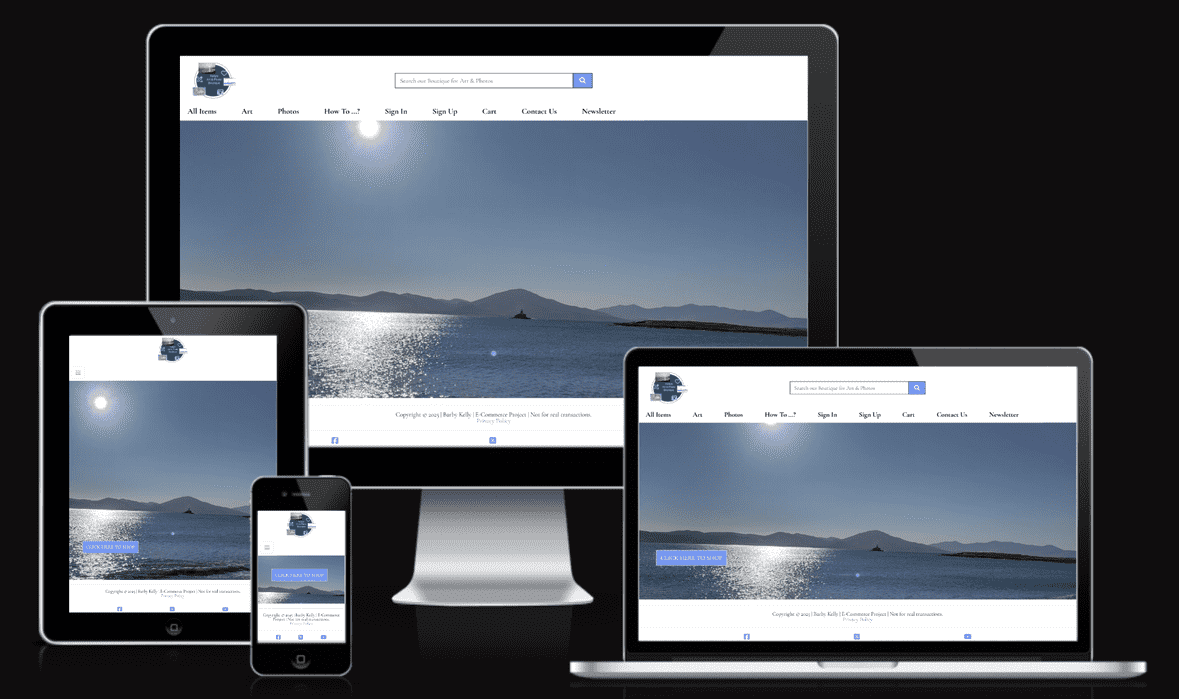 Search our Boutique for Art & Photos
All Items Art Photos How To ...? Sign In Sign Up Cart Contact Us Newsletter
Copyright © 2023 | Barby Kelly | E-Commerce Project | Not for real transactions.
Privacy Policy
CLICK HERE TO SHOP
Copyright © 2023 | Barby Kelly | E-Commerce Project | Not for real transactions.
Privacy Policy
CLICK HERE TO SHOP
Copyright © 2023 | Barby Kelly | E-Commerce
Project | Not for real transactions.
Privacy Policy
Search our Boutique for Art & Photos
All Items Art Photos How To ...? Sign In Sign Up Cart Contact Us Newsletter
CLICK HERE TO SHOP
Copyright © 2023 | Barby Kelly | E-Commerce Project | Not for real transactions.
Privacy Policy